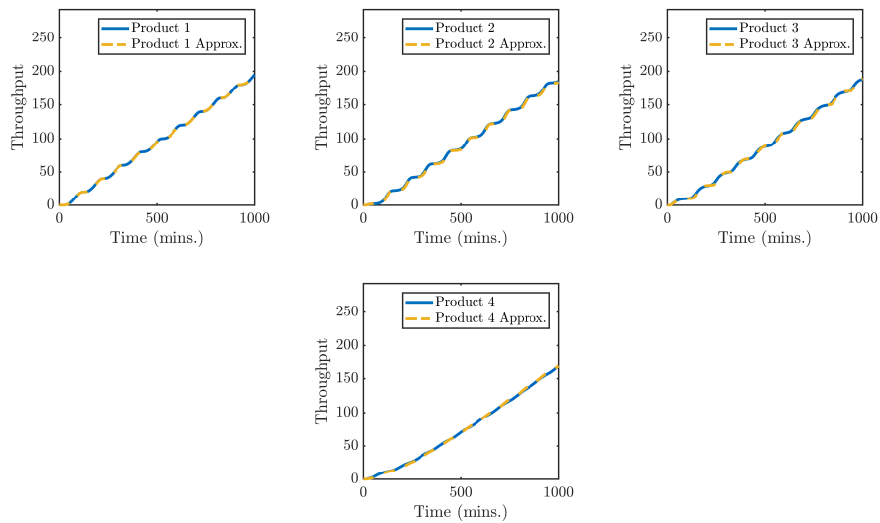 Product 1
Product 1 Approx.
Throughput
250
200
150
100
50
0
0 500 1000
Time (mins.)
Product 2
Product 2 Approx.
Throughput
250
200
150
100
50
0
0 500 1000
Time (mins.)
Product 3
Product 3 Approx.
Throughput
250
200
150
100
50
0
0 500 1000
Time (mins.)
Product 4
Product 4 Approx.
Throughput
250
200
150
100
50
0
0 500 1000
Time (mins.)